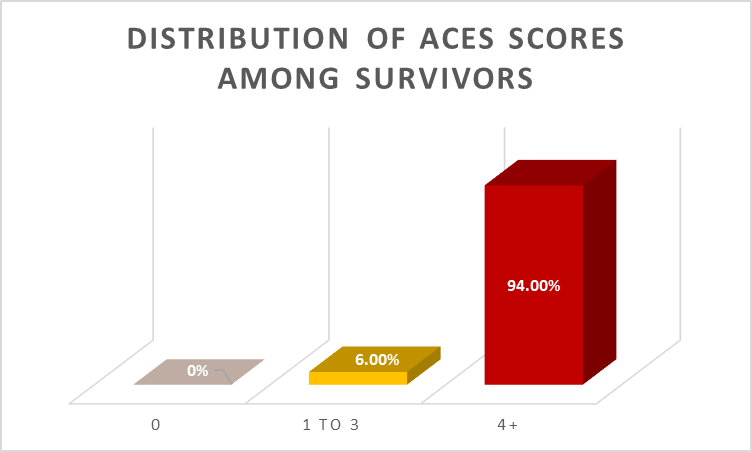 DISTRIBUTION OF ACES SCORES
AMONG SURVIVORS
94.00%
6.00%
0%
0
1 TO 3
4+